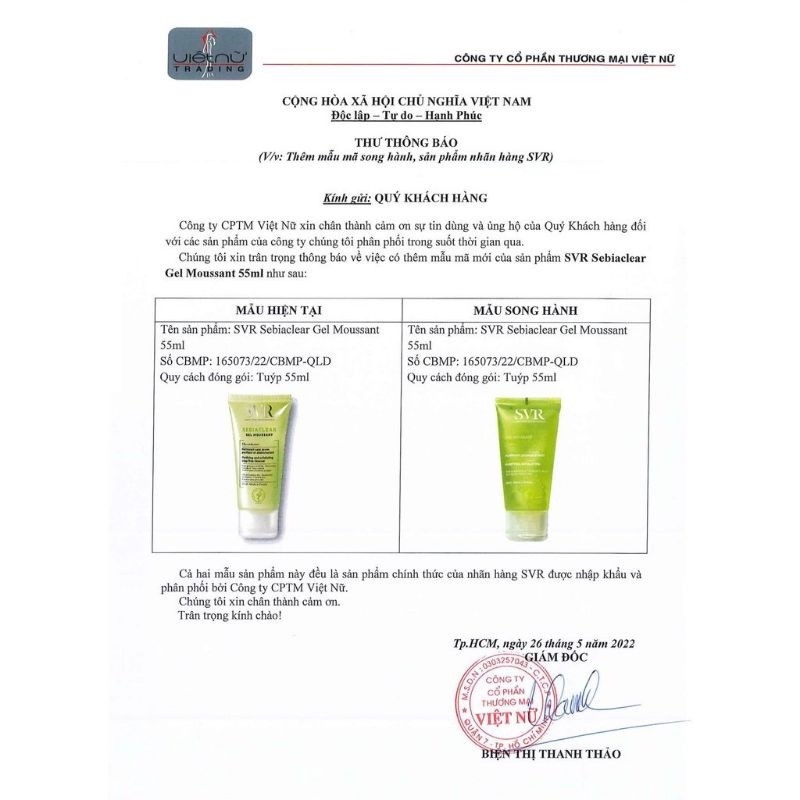 việt nữ
TRADING
CÔNG TY CỔ PHẦN THƯƠNG MẠI VIỆT NỮ
CỘNG HÒA XÃ HỘI CHỦ NGHĨA VIỆT NAM
Độc lập – Tự do – Hạnh Phúc
THƯ THÔNG BÁO
(V/v: Thêm mẫu mã song hành, sản phẩm nhãn hàng SVR)
Kính gửi: QUÝ KHÁCH HÀNG
Công ty CPTM Việt Nữ xin chân thành cảm ơn sự tin dùng và ủng hộ của Quý Khách hàng đối
với các sản phẩm của công ty chúng tôi phân phối trong suốt thời gian qua.
Chúng tôi xin trân trọng thông báo về việc có thêm mẫu mã mới của sản phẩm SVR Sebiaclear
Gel Moussant 55ml như sau:
MẪU HIỆN TẠI
Tên sản phẩm: SVR Sebiaclear Gel Moussant
55ml
Số CBMP: 165073/22/CBMP-QLD
Quy cách đóng gói: Tuýp 55ml
SVR
SEBIACLEAR
GEL MOUSSANT
MẪU SONG HÀNH
Tên sản phẩm: SVR Sebiaclear Gel Moussant
55ml
Số CBMP: 165073/22/CBMP-QLD
Quy cách đóng gói: Tuýp 55ml
SVR
Cả hai mẫu sản phẩm này đều là sản phẩm chính thức của nhãn hàng SVR được nhập khẩu và
phân phối bởi Công ty CPTM Việt Nữ.
Chúng tôi xin chân thành cảm ơn.
Trân trọng kính chào!
Tp.HCM, ngày 26 tháng 5 năm 2022
GIÁM ĐỐC
M.S.D.N: 0303257043 - C.T.C.P
CÔNG TY
CỔ PHẦN
THƯƠNG MẠI
VIỆT NỮ
QUẬN 7 - TP. HỒ CHÍ MINH
BIỆN THỊ THANH THẢO